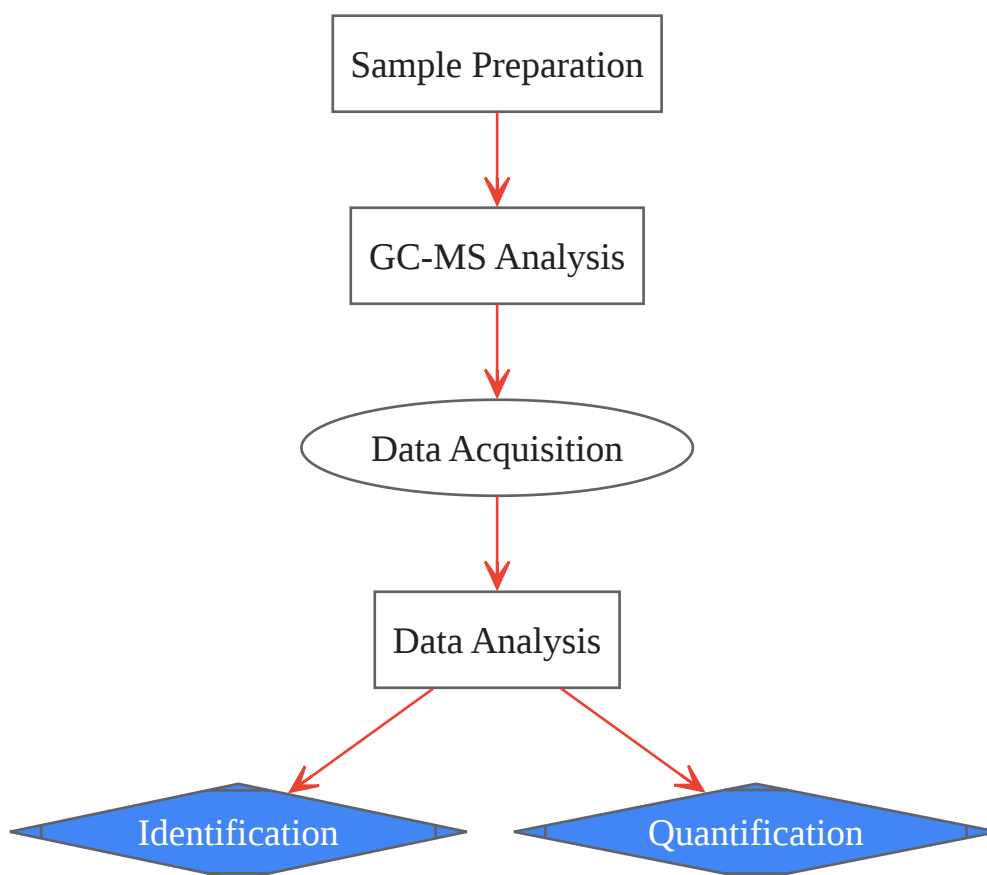 Sample Preparation
GC-MS Analysis
Data Acquisition
Data Analysis
Identification
Quantification